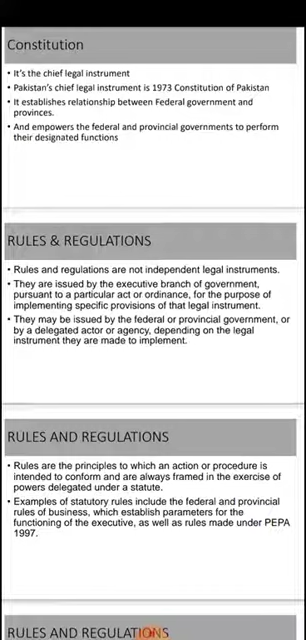 Constitution
• It's the chief legal instrument
• Pakistan's chief legal instrument is 1973 Constitution of Pakistan
• It establishes relationship between Federal government and
provinces.
• And empowers the federal and provincial governments to perform
their designated functions
RULES & REGULATIONS
• Rules and regulations are not independent legal instruments.
• They are issued by the executive branch of government,
pursuant to a particular act or ordinance, for the purpose of
implementing specific provisions of that legal instrument.
• They may be issued by the federal or provincial government, or
by a delegated actor or agency, depending on the legal
instrument they are made to implement.
RULES AND REGULATIONS
• Rules are the principles to which an action or procedure is
intended to conform and are always framed in the exercise of
powers delegated under a statute.
• Examples of statutory rules include the federal and provincial
rules of business, which establish parameters for the
functioning of the executive, as well as rules made under PEPA
1997.
RULES AND REGULATIONS